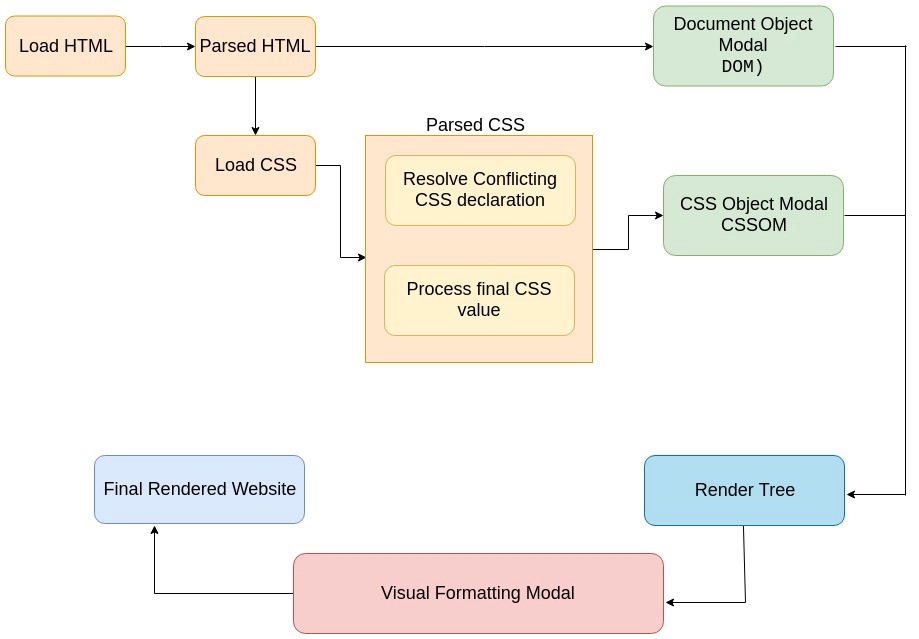 Load HTML
Parsed HTML
Document Object
Modal
DOM)
Parsed CSS
Load CSS
Resolve Conflicting
CSS declaration
CSS Object Modal
CSSOM
Process final CSS
value
Final Rendered Website
Render Tree
Visual Formatting Modal